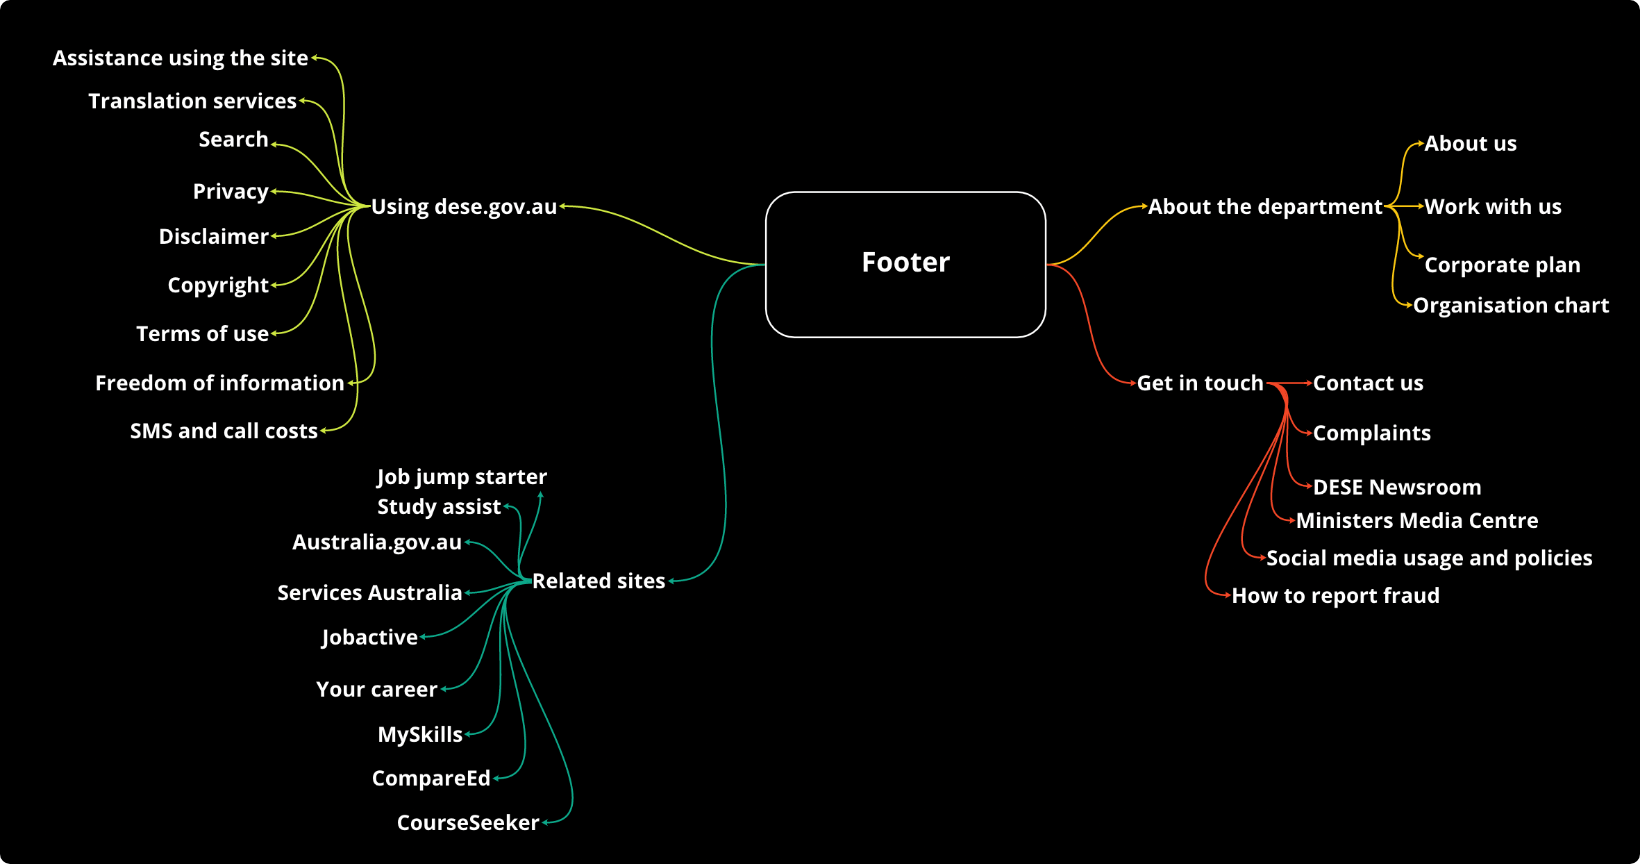 Footer
Using dese.gov.au
Assistance using the site
Translation services
Search
Privacy
Disclaimer
Copyright
Terms of use
Freedom of information
SMS and call costs
Related sites
Job jump starter
Study assist
Australia.gov.au
Services Australia
Jobactive
Your career
MySkills
CompareEd
CourseSeeker
About the department
About us
Work with us
Corporate plan
Organisation chart
Get in touch
Contact us
Complaints
DESE Newsroom
Ministers Media Centre
Social media usage and policies
How to report fraud